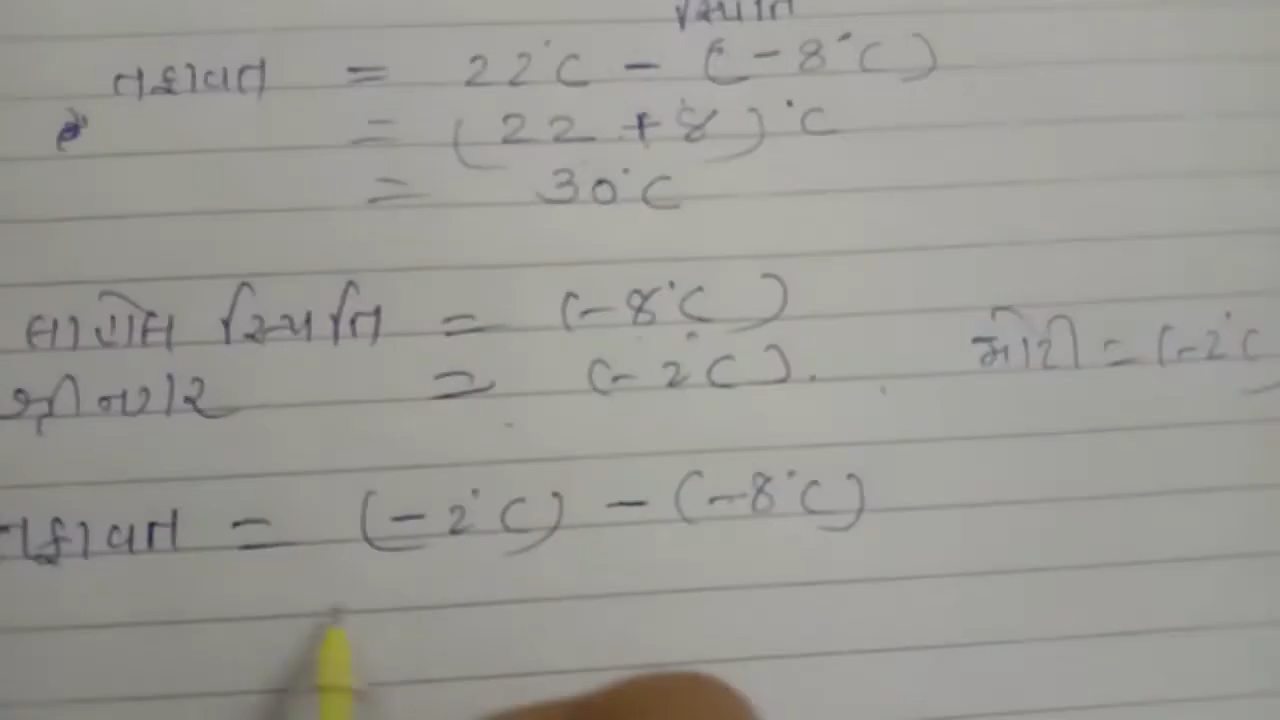 તફાવત = 22°C - (-8°C)
= (22 + 8)°C
= 30°C
લાહોલ સ્પિતિ = (-8°C)
શ્રીનગર = (-2°C). મોટી = (-2°C
તફાવત = (-2°C) - (-8°C)